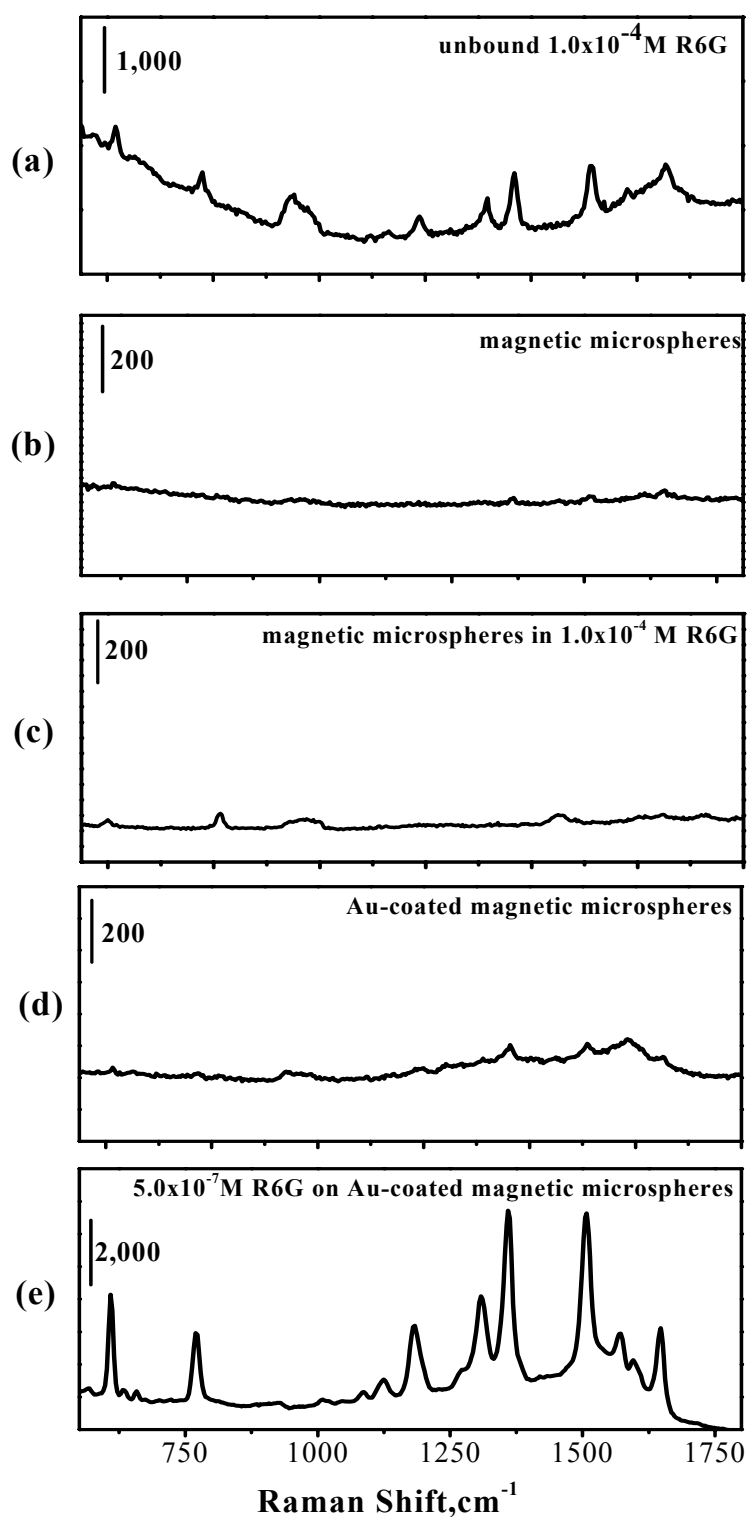 unbound 1.0x10⁻⁴M R6G
1,000
(a)
magnetic microspheres
200
(b)
magnetic microspheres in 1.0x10⁻⁴ M R6G
200
(c)
Au-coated magnetic microspheres
200
(d)
5.0x10⁻⁷M R6G on Au-coated magnetic microspheres
2,000
(e)
750 1000 1250 1500 1750
Raman Shift,cm⁻¹